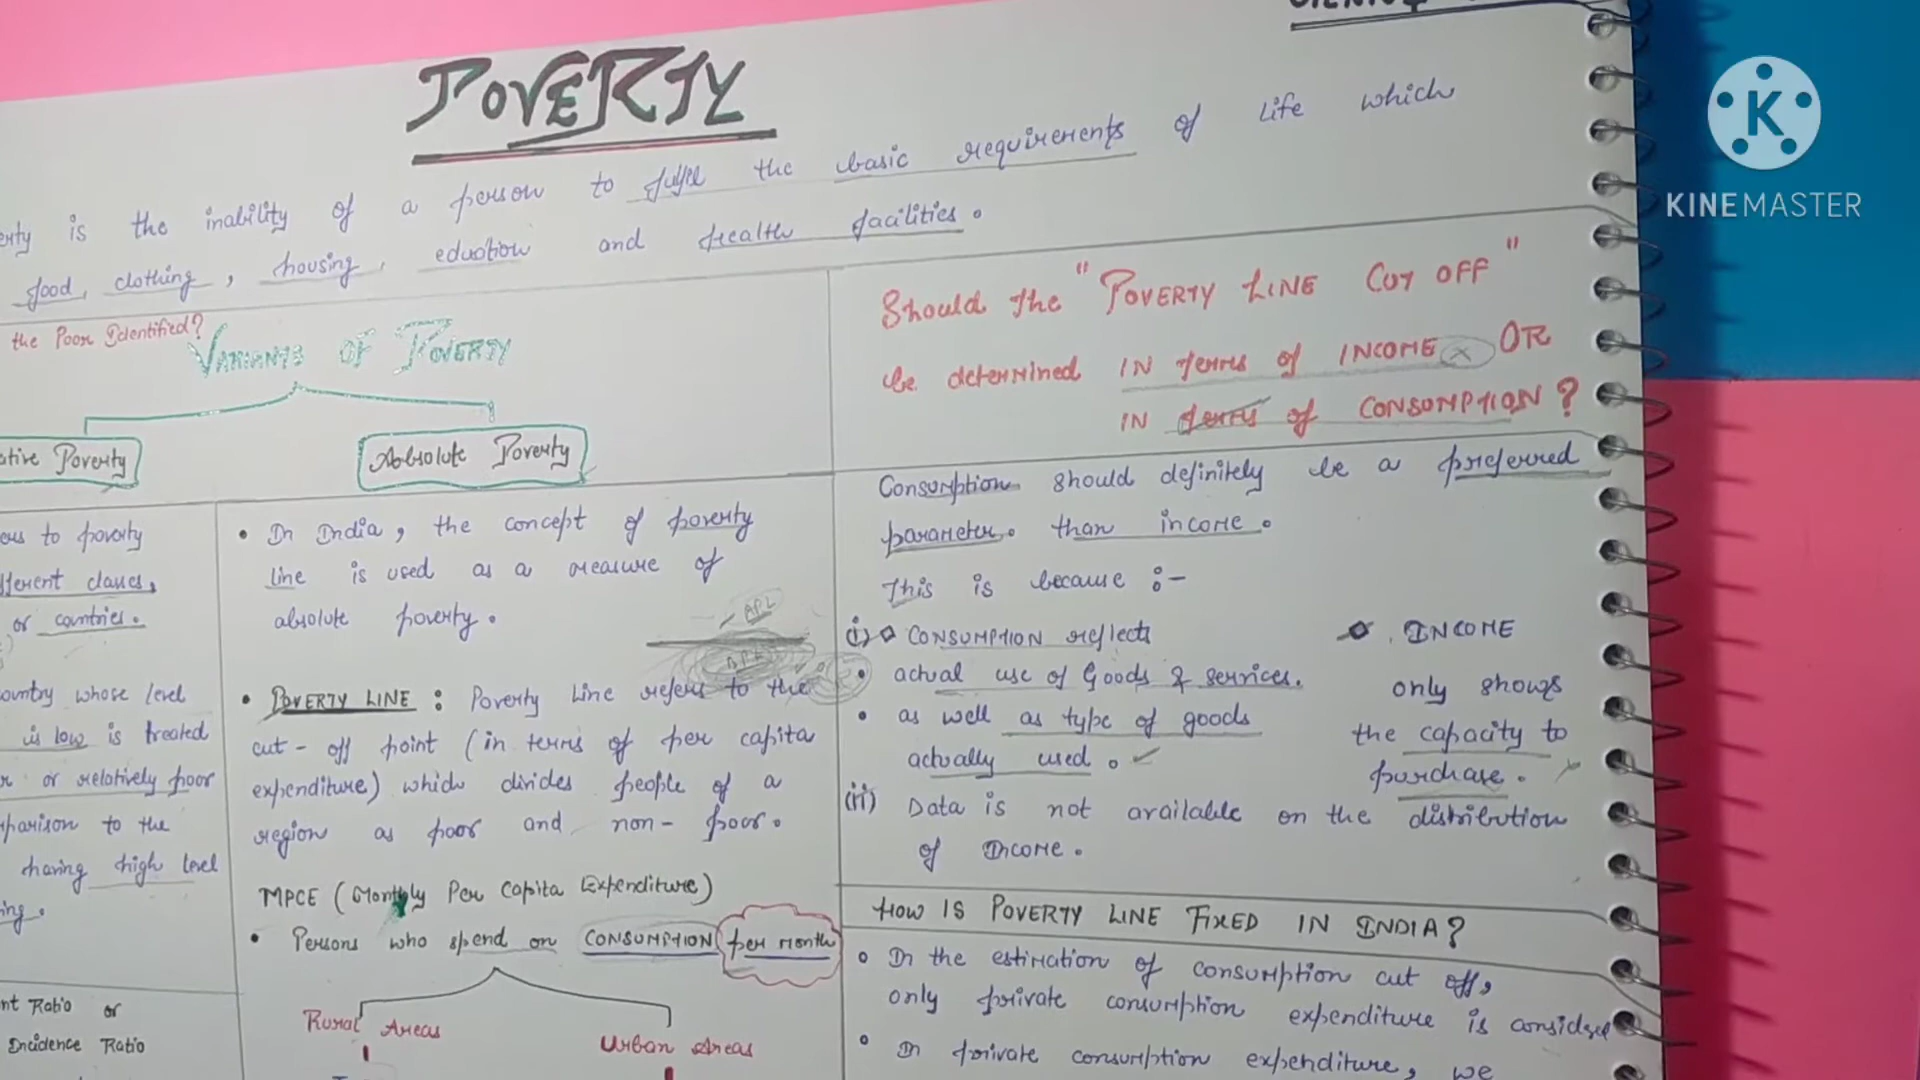 POVERTY
is the inability of a person to fulfil the basic requirements of life which
food, clothing, housing, eduation and health facilities.
the Poor Identified?
VARIANTS OF POVERTY
Poverty
Absolute Poverty
to poverty
classes,
or countries.
country whose level
is low is treated
or relatively poor
to the
having high level
• In India, the concept of poverty
line is used as a measure of
absolute poverty.
APL
BPL
• POVERTY LINE : Poverty Line refers to the
cut-off point (in terms of per capita
expenditure) which divides people of a
region as poor and non-poor.
MPCE (Monthly Per Capita Expenditure)
• Persons who spend on CONSUMPTION per month
Rural Areas
Urban Areas
Ratio or
Incidence Ratio
Should the "POVERTY LINE CUT OFF"
be determined IN terms of INCOME x OR
IN terms of CONSOMPTION?
Consumption should definitely be a preferred
parameter. than income.
This is because :-
(i) CONSUMPTION reflects
• actual use of Goods & services.
• as well as type of goods
actually used.
INCOME
only shows
the capacity to
purchase.
(ii) Data is not available on the distribution
of Income.
HOW IS POVERTY LINE FIXED IN INDIA?
• In the estimation of consumption cut off,
only private consumption expenditure is
• In private consumption expenditure, we
K
KINEMASTER